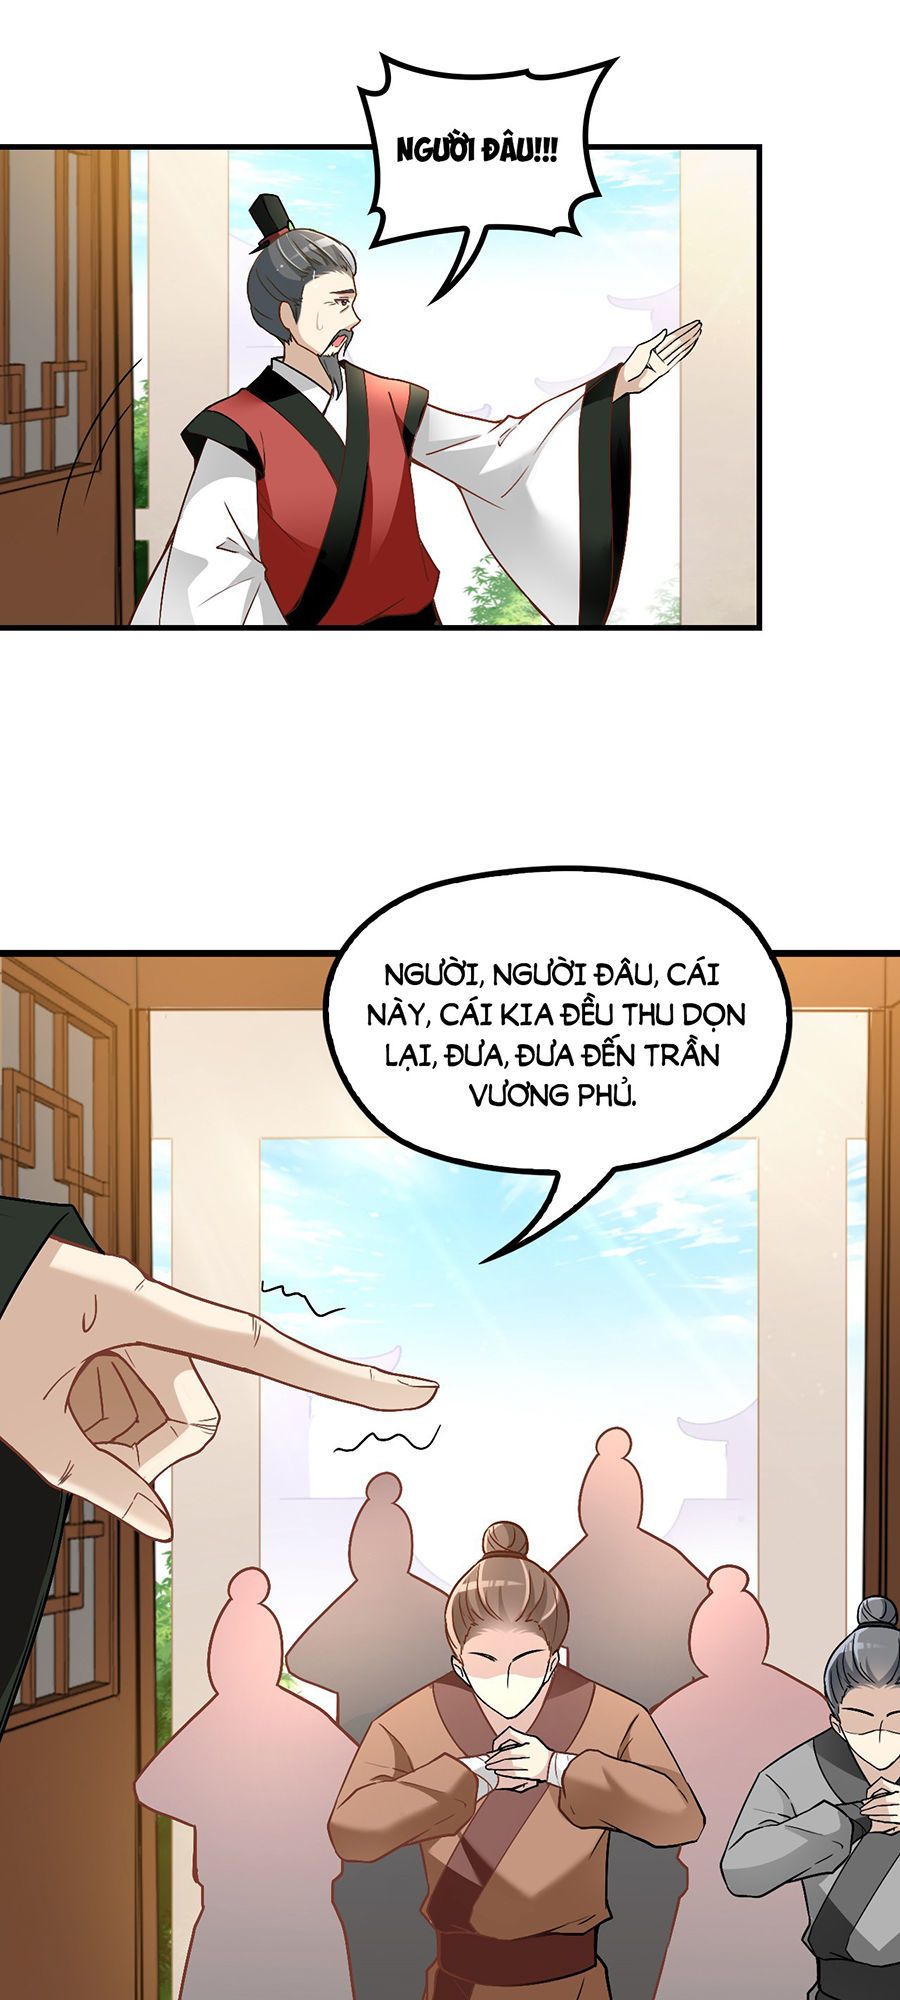 NGƯỜI ĐÂU!!!
NGƯỜI, NGƯỜI ĐÂU, CÁI
NÀY, CÁI KIA ĐỀU THU DỌN
LẠI, ĐƯA, ĐƯA ĐẾN TRẦN
VƯƠNG PHỦ.